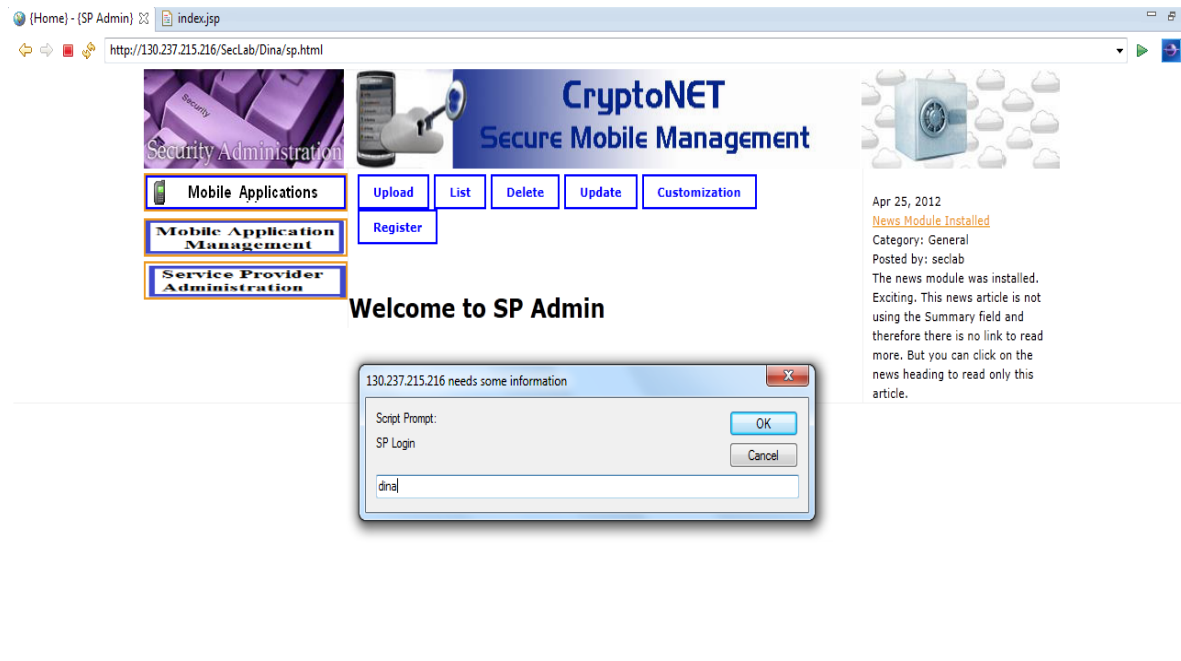 {Home} - {SP Admin}
index.jsp
http://130.237.215.216/SecLab/Dina/sp.html
Security
Security Administration
CryptoNET
Secure Mobile Management
Mobile Applications
Mobile Application
Management
Service Provider
Administration
Upload
List
Delete
Update
Customization
Register
Welcome to SP Admin
Apr 25, 2012
News Module Installed
Category: General
Posted by: seclab
The news module was installed.
Exciting. This news article is not
using the Summary field and
therefore there is no link to read
more. But you can click on the
news heading to read only this
article.
130.237.215.216 needs some information
Script Prompt:
SP Login
OK
Cancel
dina